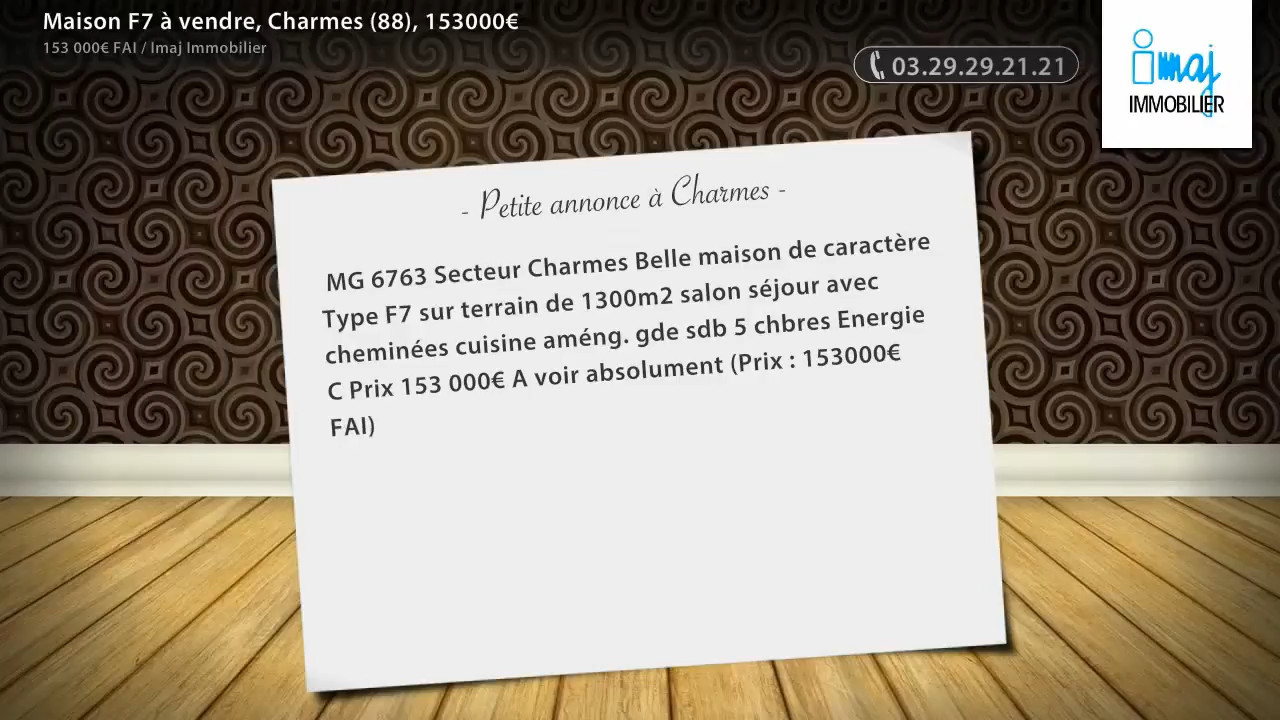 Maison F7 à vendre, Charmes (88), 153000€
153 000€ FAI / Imaj Immobilier
03.29.29.21.21
imaj
IMMOBILIER
- Petite annonce à Charmes -
MG 6763 Secteur Charmes Belle maison de caractère
Type F7 sur terrain de 1300m2 salon séjour avec
cheminées cuisine améng. gde sdb 5 chbres Energie
C Prix 153 000€ A voir absolument (Prix : 153000€
FAI)